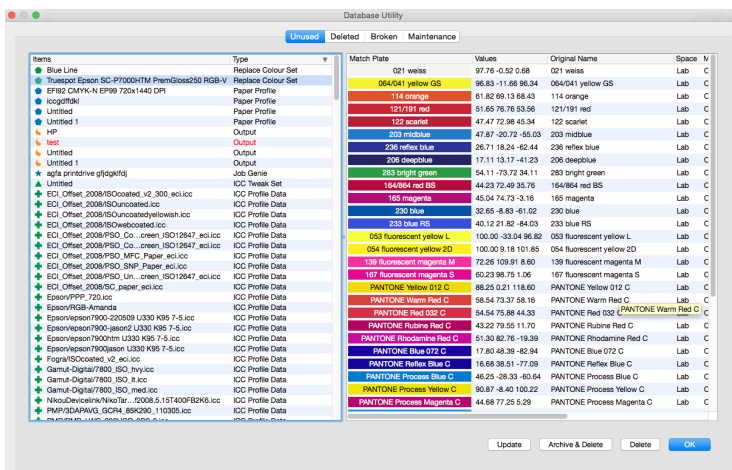 Database Utility
Unused Deleted Broken Maintenance
Items Type
Blue Line Replace Colour Set
Truespot Epson SC-P7000HTM PremGloss250 RGB-V Replace Colour Set
EFI92 CMYK-N EP99 720x1440 DPI Paper Profile
iccgdffdkl Paper Profile
Untitled Paper Profile
Untitled 1 Paper Profile
HP Output
test Output
Untitled Output
Untitled 1 Output
agfa printdrive gfjdgklfdj Job Genie
Untitled ICC Tweak Set
ECI_Offset_2008/ISOcoated_v2_300_eci.icc ICC Profile Data
ECI_Offset_2008/ISOuncoated.icc ICC Profile Data
ECI_Offset_2008/ISOuncoatedyellowish.icc ICC Profile Data
ECI_Offset_2008/ISOwebcoated.icc ICC Profile Data
ECI_Offset_2008/PSO_Co...creen_ISO12647_eci.icc ICC Profile Data
ECI_Offset_2008/PSO_Co...creen_ISO12647_eci.icc ICC Profile Data
ECI_Offset_2008/PSO_MFC_Paper_eci.icc ICC Profile Data
ECI_Offset_2008/PSO_SNP_Paper_eci.icc ICC Profile Data
ECI_Offset_2008/PSO_Un...creen_ISO12647_eci.icc ICC Profile Data
ECI_Offset_2008/SC_paper_eci.icc ICC Profile Data
Epson/PPP_720.icc ICC Profile Data
Epson/RGB-Amanda ICC Profile Data
Epson/epson7900-220509 U330 K95 7-5.icc ICC Profile Data
Epson/epson7900-jason2 U330 K95 7-5.icc ICC Profile Data
Epson/epson7900htm U330 K95 7-5.icc ICC Profile Data
Epson/epson7900jason U330 K95 7-5.icc ICC Profile Data
Fogra/ISOcoated_v2_eci.icc ICC Profile Data
Gamut-Digital/7800_ISO_hvy.icc ICC Profile Data
Gamut-Digital/7800_ISO_lt.icc ICC Profile Data
Gamut-Digital/7800_ISO_med.icc ICC Profile Data
NikouDevicelink/NikoTar...f2008.5.15T400FB2K6.icc ICC Profile Data
PMP/3DAPAVG_GCR4_85K290_110305.icc ICC Profile Data
Match Plate Values Original Name Space M
021 weiss 97.76 -0.52 0.68 021 weiss Lab C
064/041 yellow GS 96.83 -11.66 96.34 064/041 yellow GS Lab C
114 orange 61.82 69.13 68.43 114 orange Lab C
121/191 red 51.65 76.76 53.56 121/191 red Lab C
122 scarlet 47.47 72.98 45.34 122 scarlet Lab C
203 midblue 47.87 -20.72 -55.03 203 midblue Lab C
236 reflex blue 26.71 18.24 -62.44 236 reflex blue Lab C
206 deepblue 17.11 13.17 -41.23 206 deepblue Lab C
283 bright green 54.11 -73.72 34.11 283 bright green Lab C
164/864 red BS 44.23 72.49 35.76 164/864 red BS Lab C
165 magenta 45.04 74.73 -3.16 165 magenta Lab C
230 blue 32.65 -8.83 -61.02 230 blue Lab C
233 blue RS 40.12 21.82 -84.03 233 blue RS Lab C
053 fluorescent yellow L 100.00 -33.04 96.82 053 fluorescent yellow L Lab C
054 fluorescent yellow 2D 100.00 9.18 101.85 054 fluorescent yellow 2D Lab C
139 fluorescent magenta M 72.26 109.91 8.60 139 fluorescent magenta M Lab C
167 fluorescent magenta S 60.23 98.75 1.06 167 fluorescent magenta S Lab C
PANTONE Yellow 012 C 88.25 0.21 118.60 PANTONE Yellow 012 C Lab C
PANTONE Warm Red C 58.54 73.37 58.16 PANTONE Warm Red C Lab C
PANTONE Red 032 C 54.54 75.88 44.33 PANTONE Red 032 C
PANTONE Warm Red C
PANTONE Rubine Red C 43.22 79.55 11.70 PANTONE Rubine Red C Lab C
PANTONE Rhodamine Red C 51.30 82.76 -19.39 PANTONE Rhodamine Red C Lab C
PANTONE Blue 072 C 17.80 48.39 -82.94 PANTONE Blue 072 C Lab C
PANTONE Reflex Blue C 16.68 38.51 -77.09 PANTONE Reflex Blue C Lab C
PANTONE Process Blue C 46.25 -28.33 -60.64 PANTONE Process Blue C Lab C
PANTONE Process Yellow C 90.87 -8.40 100.22 PANTONE Process Yellow C Lab C
PANTONE Process Magenta C 44.68 77.25 5.29 PANTONE Process Magenta C Lab C
Update Archive & Delete Delete OK